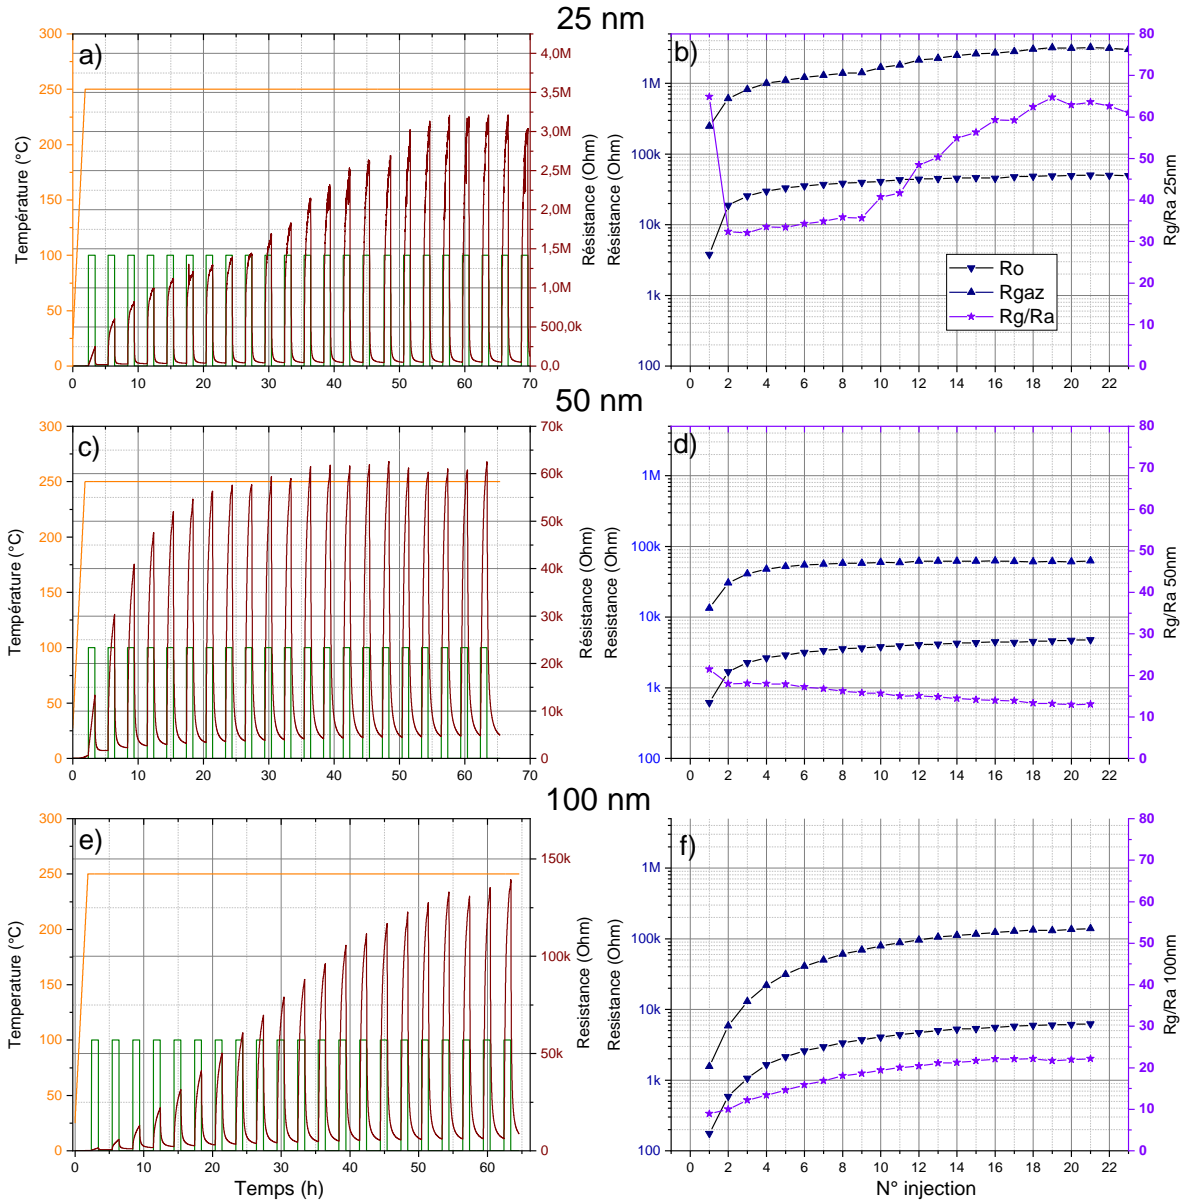 25 nm
a)
300
250
200
150
100
50
0
Température (°C)
4,0M
3,5M
3,0M
2,5M
2,0M
1,5M
1,0M
500,0k
0,0
Résistance (Ohm)
0 10 20 30 40 50 60 70
b)
1M
100k
10k
1k
100
Résistance (Ohm)
80
70
60
50
40
30
20
10
0
Rg/Ra 25nm
Ro
Rgaz
Rg/Ra
0 2 4 6 8 10 12 14 16 18 20 22
50 nm
c)
300
250
200
150
100
50
0
Température (°C)
70k
60k
50k
40k
30k
20k
10k
0
Résistance (Ohm)
0 10 20 30 40 50 60 70
d)
1M
100k
10k
1k
100
Resistance (Ohm)
80
70
60
50
40
30
20
10
0
Rg/Ra 50nm
0 2 4 6 8 10 12 14 16 18 20 22
100 nm
e)
300
250
200
150
100
50
0
Temperature (°C)
150k
100k
50k
0
Resistance (Ohm)
0 10 20 30 40 50 60
Temps (h)
f)
1M
100k
10k
1k
100
Resistance (Ohm)
80
70
60
50
40
30
20
10
0
Rg/Ra 100nm
0 2 4 6 8 10 12 14 16 18 20 22
N° injection